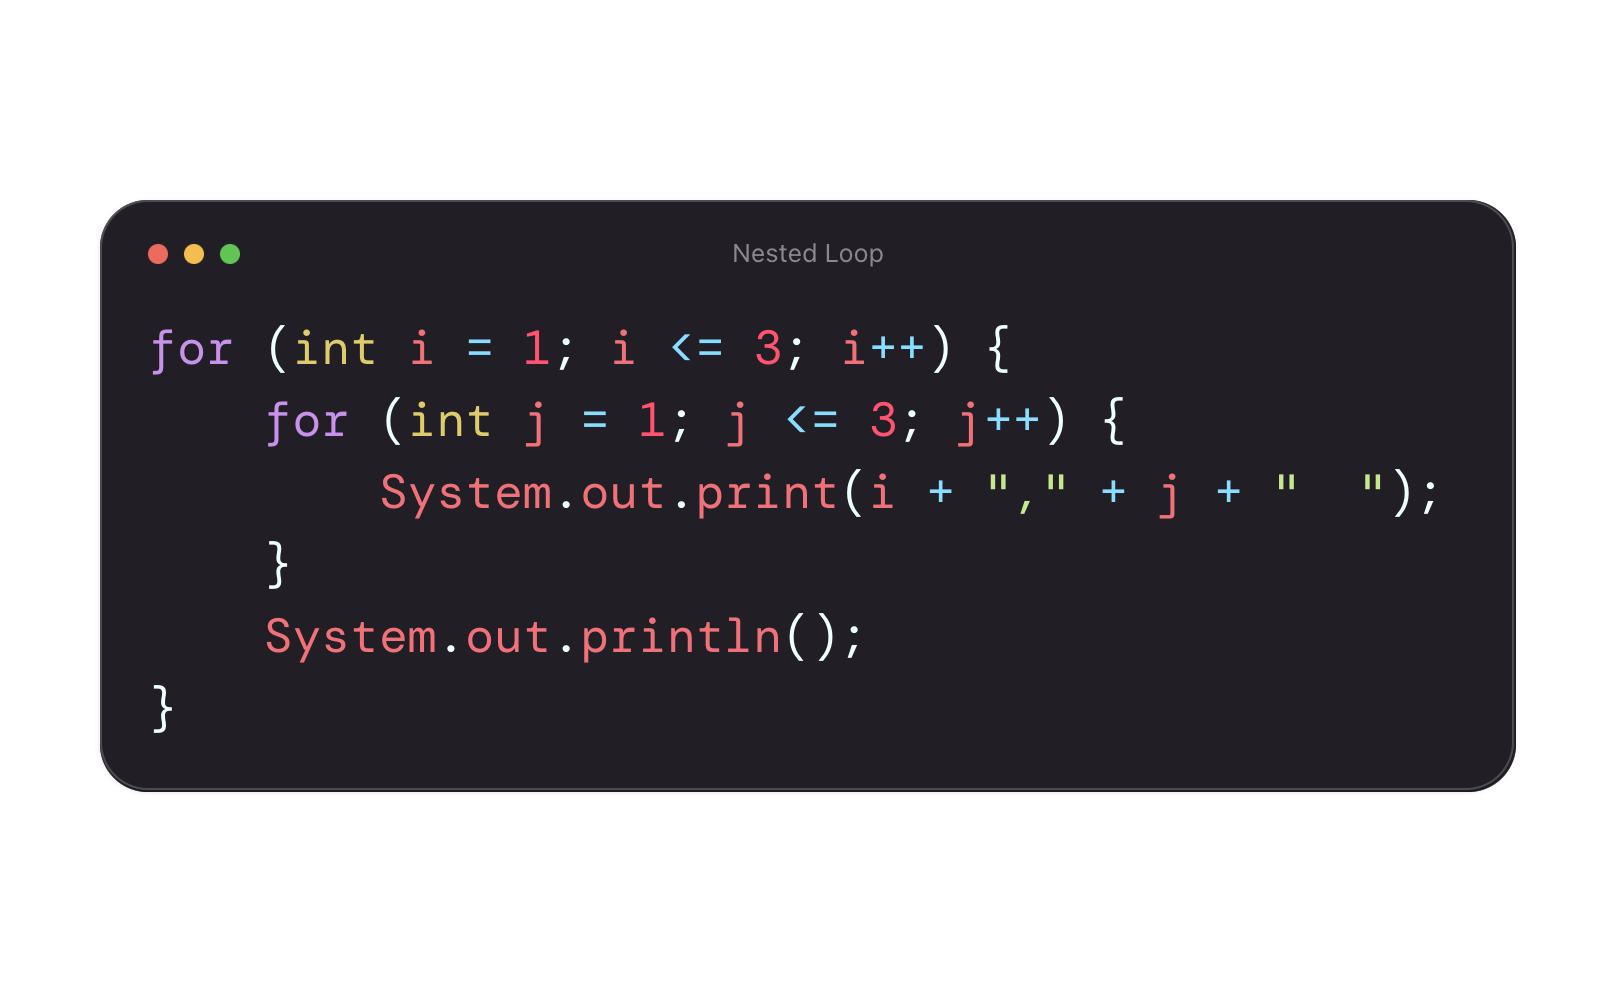 Nested Loop
for (int i = 1; i <= 3; i++) {
    for (int j = 1; j <= 3; j++) {
        System.out.print(i + "," + j + "  ");
    }
    System.out.println();
}